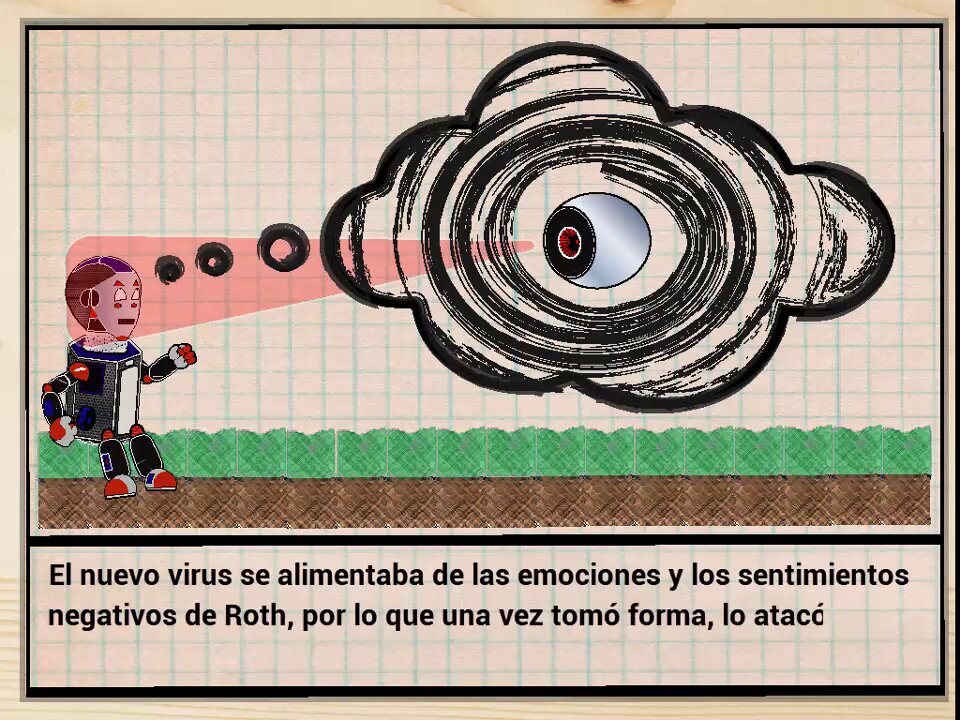 El nuevo virus se alimentaba de las emociones y los sentimientos
negativos de Roth, por lo que una vez tomó forma, lo atacó